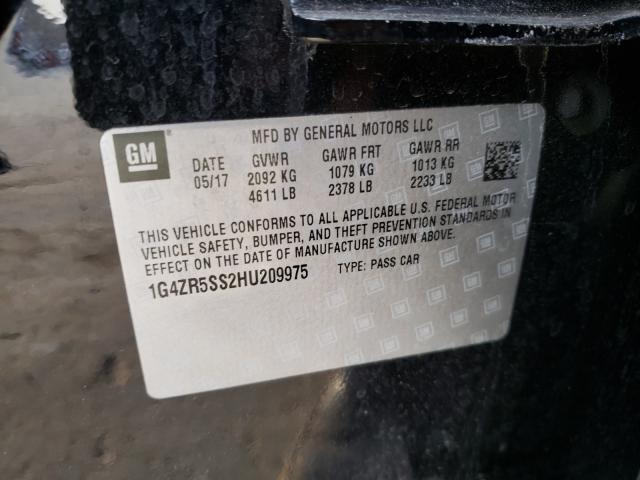 GM
MFD BY GENERAL MOTORS LLC
DATE GVWR GAWR FRT GAWR RR
05/17 2092 KG 1079 KG 1013 KG
4611 LB 2378 LB 2233 LB
THIS VEHICLE CONFORMS TO ALL APPLICABLE U.S. FEDERAL MOTOR
VEHICLE SAFETY, BUMPER, AND THEFT PREVENTION STANDARDS IN
EFFECT ON THE DATE OF MANUFACTURE SHOWN ABOVE.
1G4ZR5SS2HU209975 TYPE: PASS CAR